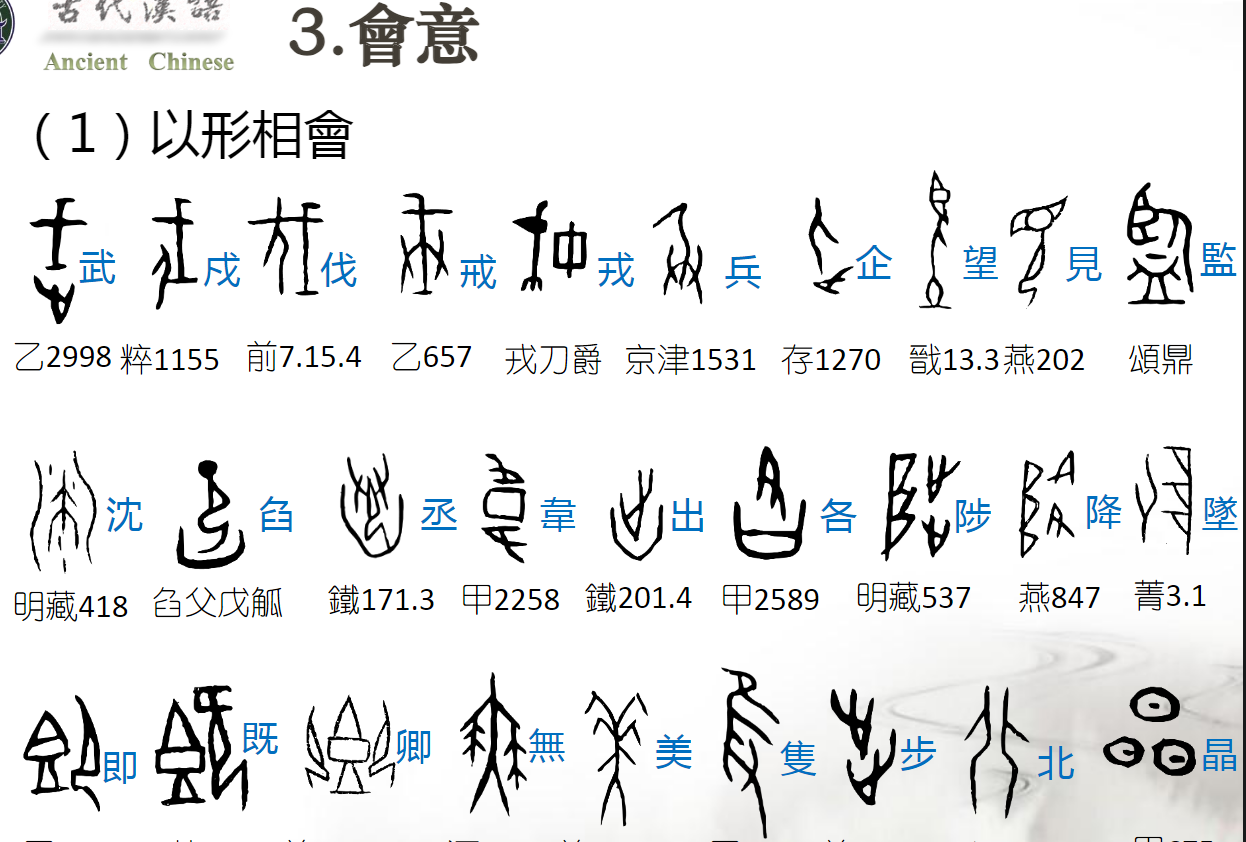 古代漢語
Ancient Chinese
3.會意
（1）以形相會
武 戍 伐 戒 戎 兵 企 望 見 監
乙2998 粹1155 前7.15.4 乙657 戎刀爵 京津1531 存1270 戩13.3 燕202 頌鼎
沈 臽 丞 韋 出 各 陟 降 墜
明藏418 臽父戊觚 鐵171.3 甲2258 鐵201.4 甲2589 明藏537 燕847 菁3.1
即 既 卿 無 美 隻 步 北 晶